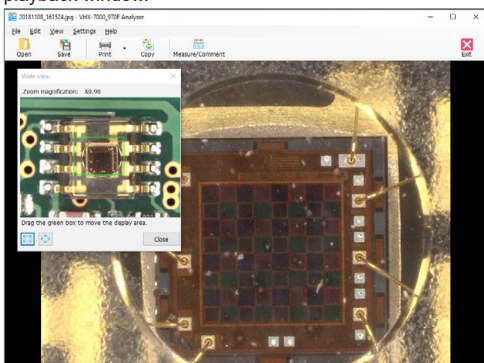 playback window.
20181108_161524.jpg - VHX-7000_970F Analyzer
File Edit View Settings Help
Open Save Print Copy Measure/Comment Exit
Wide view
Zoom magnification: X0.90
Drag the green box to move the display area.
Close